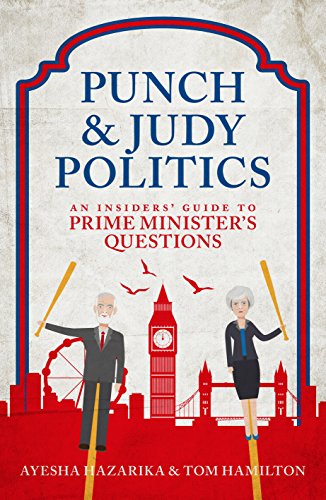 PUNCH
& JUDY
POLITICS
AN INSIDERS' GUIDE TO
PRIME MINISTER'S
QUESTIONS
AYESHA HAZARIKA & TOM HAMILTON